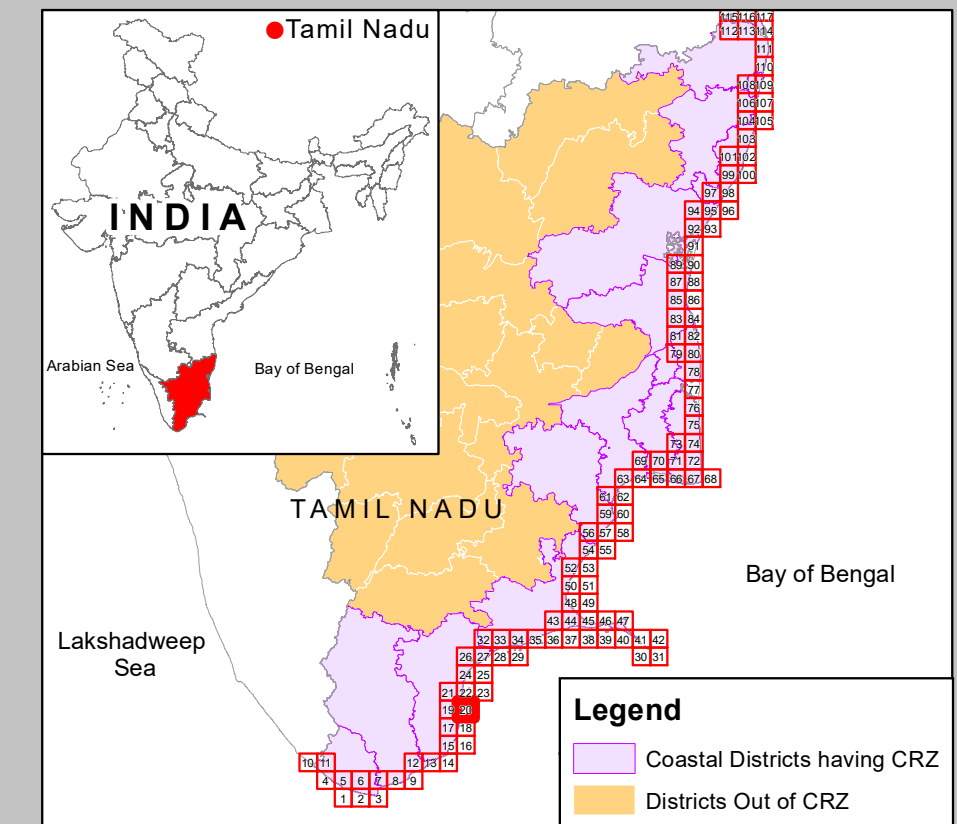 Tamil Nadu
INDIA
Arabian Sea
Bay of Bengal
TAMIL NADU
Bay of Bengal
Lakshadweep
Sea
115 116 117
112 113 114
111
110
108 109
106 107
104 105
103
101 102
99 100
97 98
94 95 96
92 93
91
89 90
87 88
85 86
83 84
81 82
79 80
78
77
76
75
73 74
69 70 71 72
63 64 65 66 67 68
61 62
59 60
56 57 58
54 55
52 53
50 51
48 49
43 44 45 46 47
32 33 34 35 36 37 38 39 40 41 42
26 27 28 29 30 31
24 25
21 22 23
19 20
17 18
15 16
10 11 12 13 14
4 5 6 7 8 9
1 2 3
Legend
Coastal Districts having CRZ
Districts Out of CRZ